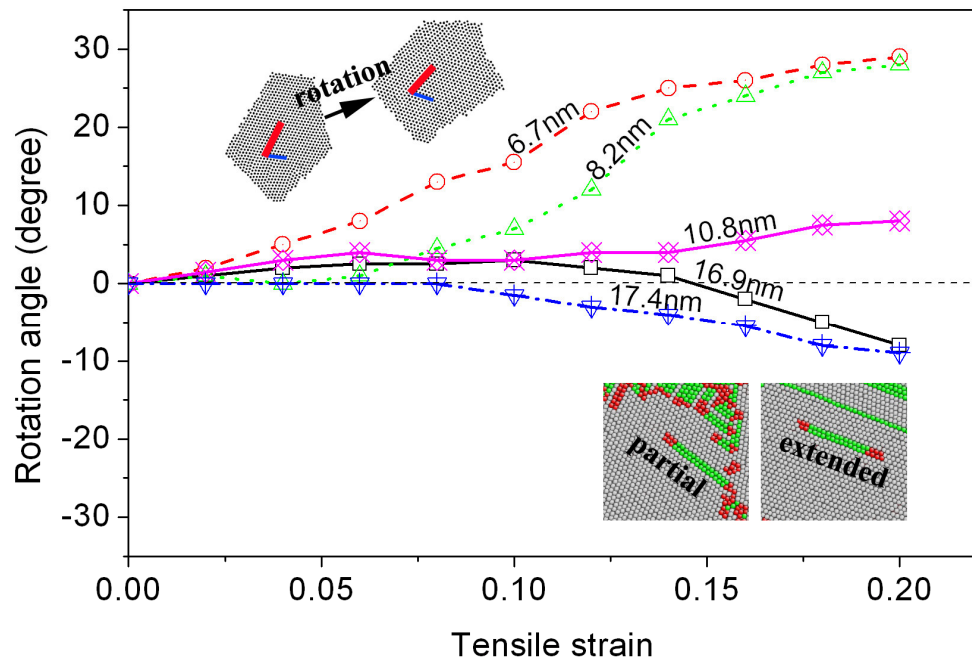 Rotation angle (degree)
30
20
10
0
-10
-20
-30
rotation
6.7nm
8.2nm
10.8nm
16.9nm
17.4nm
partial
extended
0.00
0.05
0.10
0.15
0.20
Tensile strain